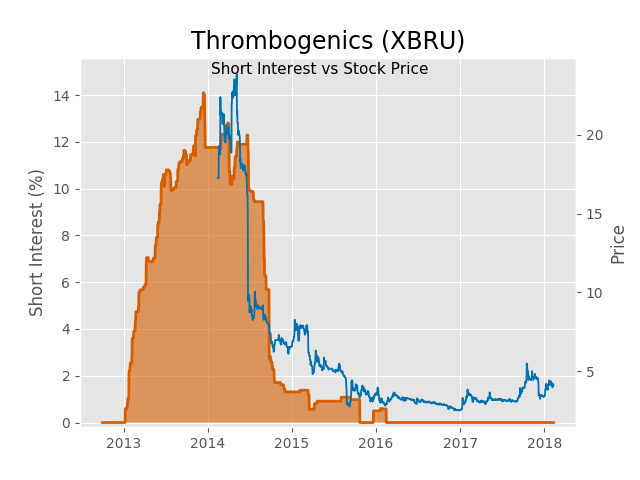 Thrombogenics (XBRU)
Short Interest vs Stock Price
Short Interest (%)
14
12
10
8
6
4
2
0
20
15
10
5
Price
2013 2014 2015 2016 2017 2018